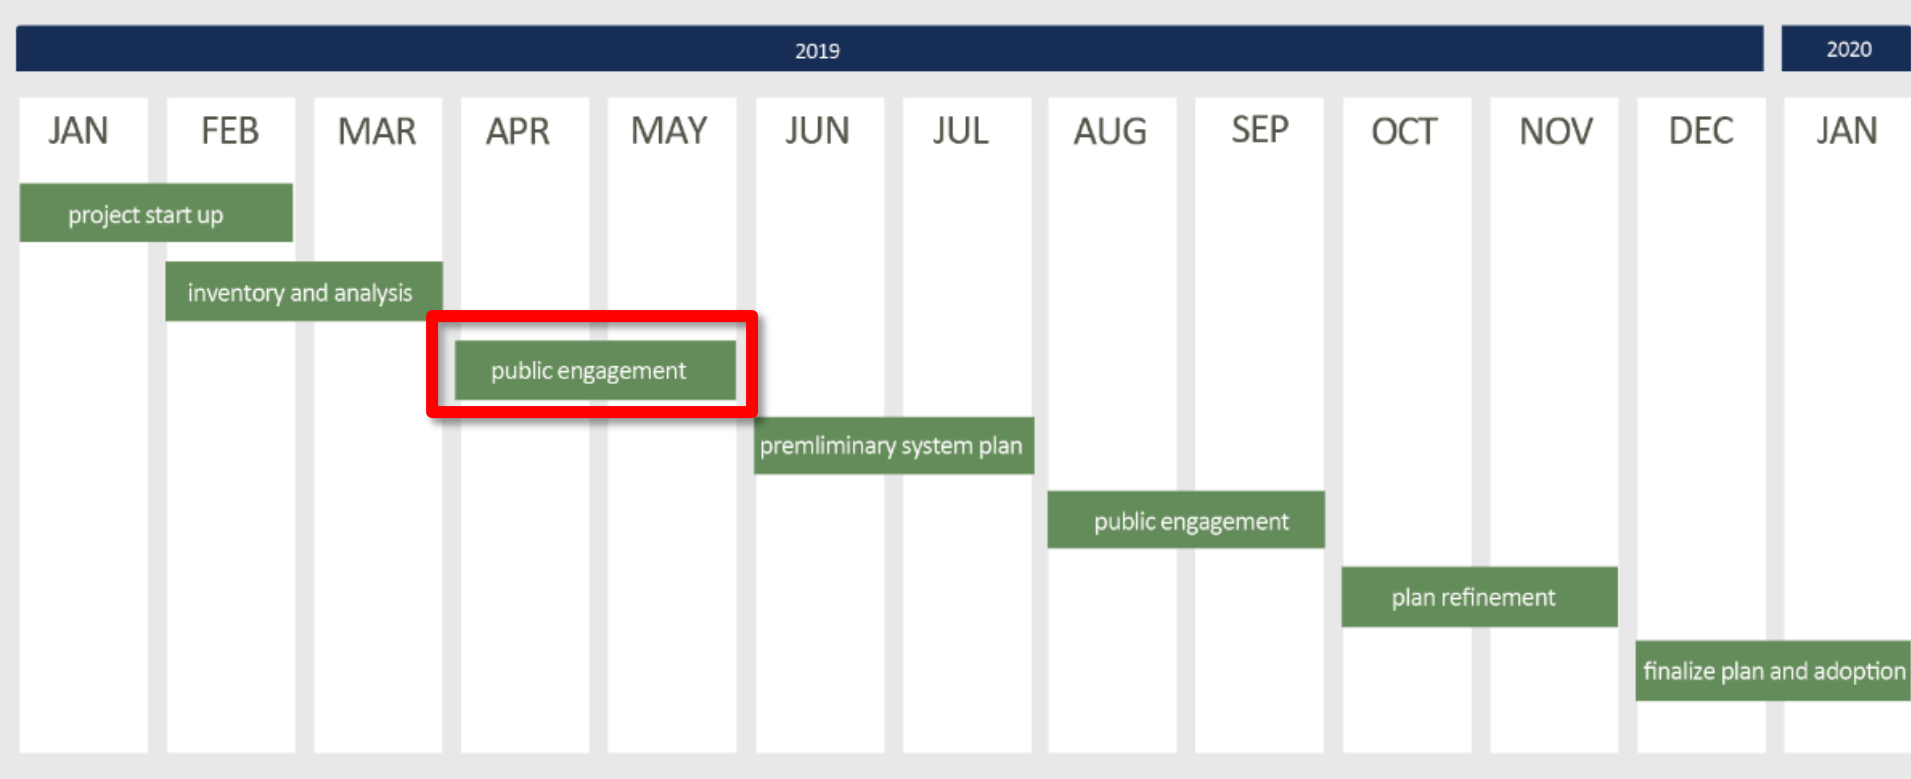 2019 2020
JAN FEB MAR APR MAY JUN JUL AUG SEP OCT NOV DEC JAN
project start up
inventory and analysis
public engagement
premliminary system plan
public engagement
plan refinement
finalize plan and adoption